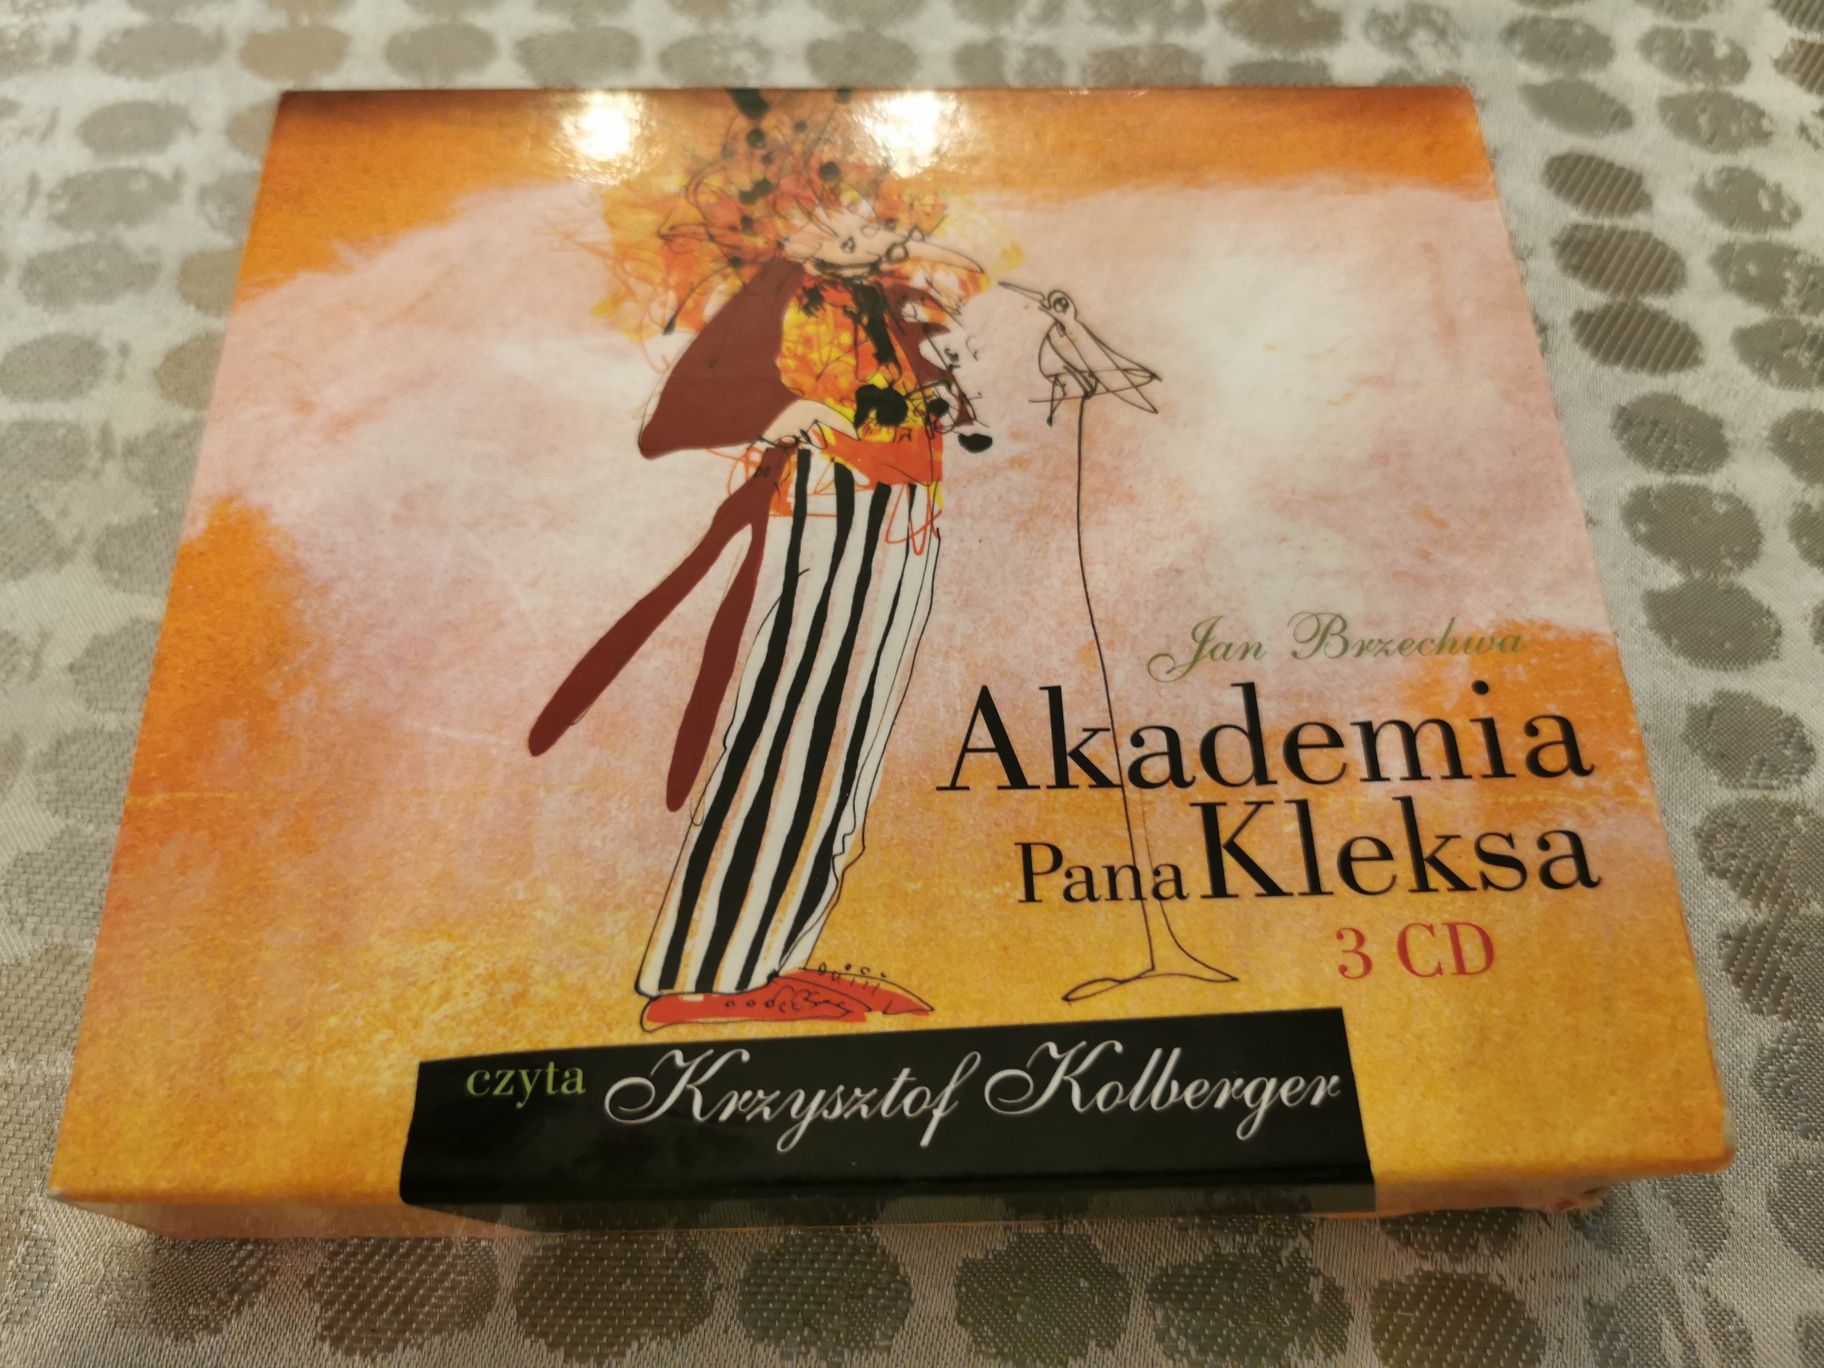 Jan Brzechwa
Akademia
Pana Kleksa
3 CD
czyta Krzysztof Kolberger